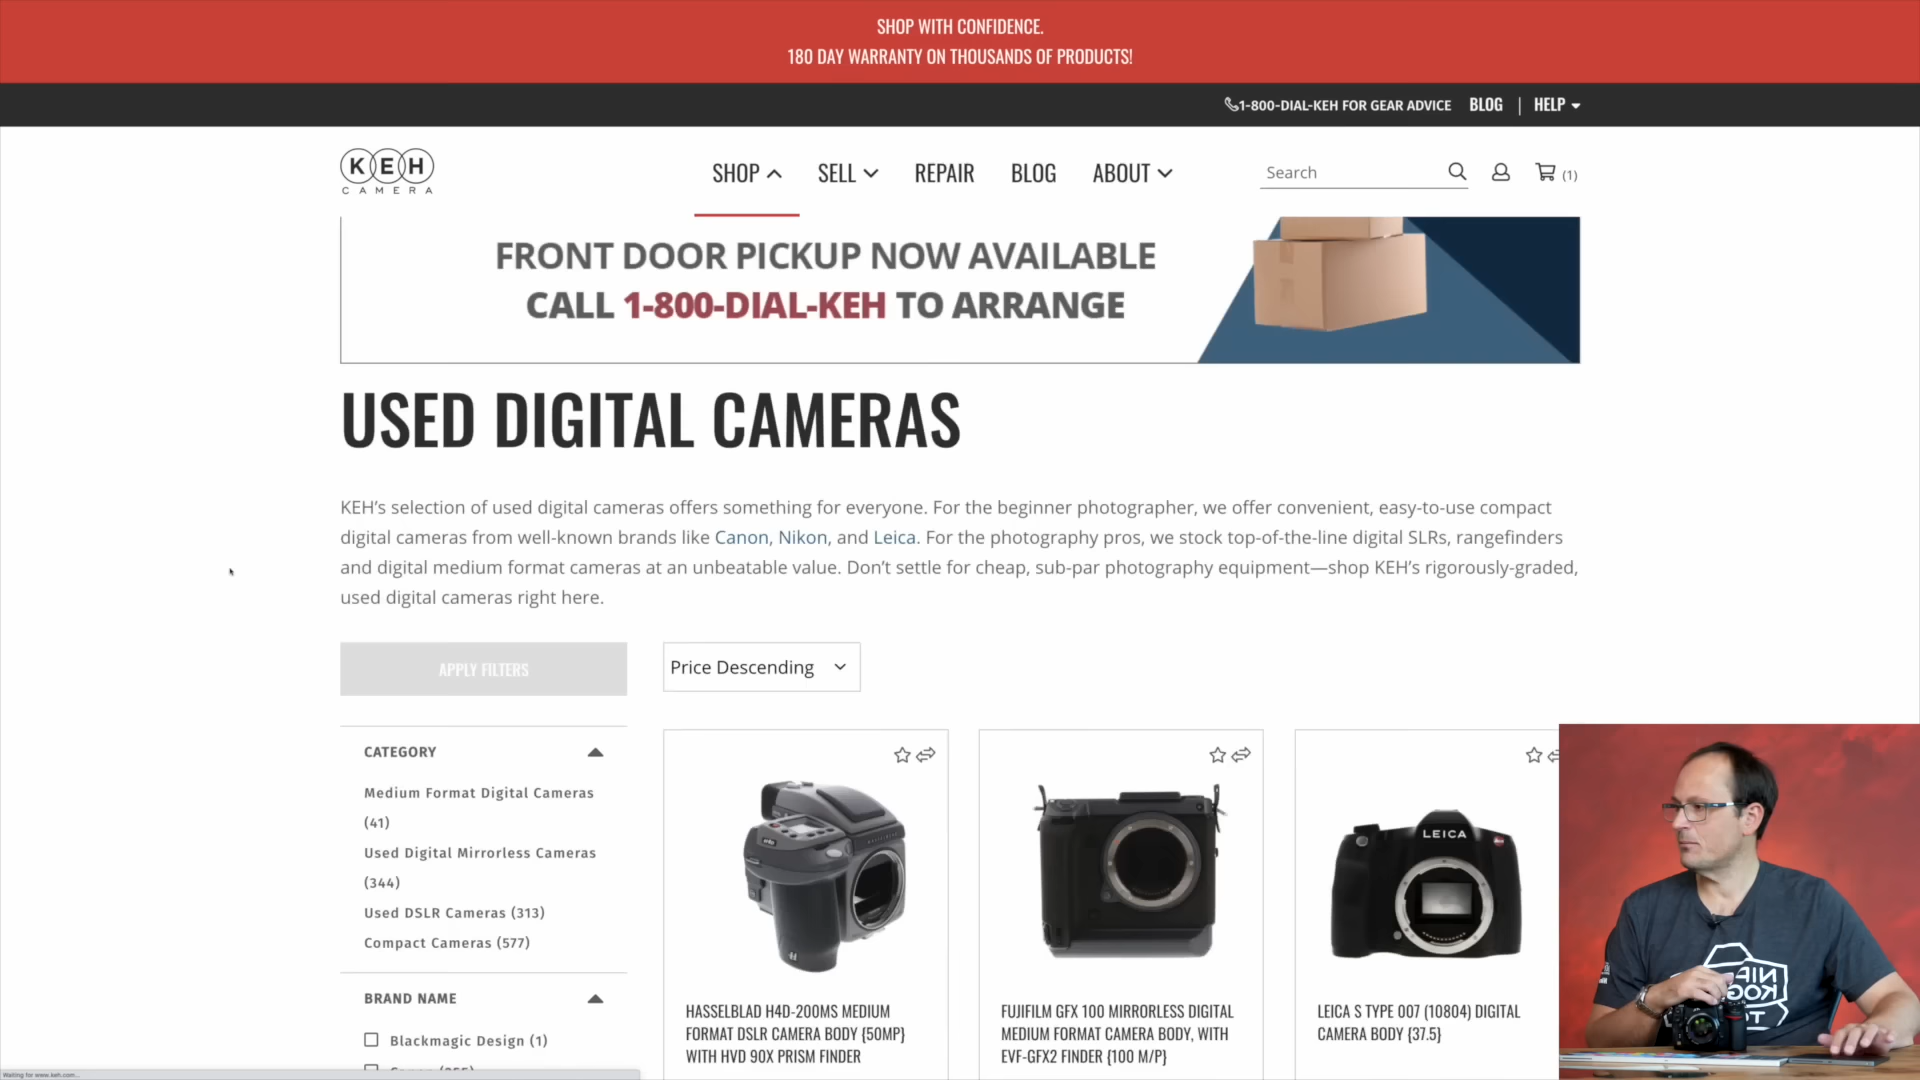 SHOP WITH CONFIDENCE.
180 DAY WARRANTY ON THOUSANDS OF PRODUCTS!
1-800-DIAL-KEH FOR GEAR ADVICE BLOG | HELP
KEH
CAMERA
SHOP SELL REPAIR BLOG ABOUT Search (1)
FRONT DOOR PICKUP NOW AVAILABLE
CALL 1-800-DIAL-KEH TO ARRANGE
USED DIGITAL CAMERAS
KEH’s selection of used digital cameras offers something for everyone. For the beginner photographer, we offer convenient, easy-to-use compact
digital cameras from well-known brands like Canon, Nikon, and Leica. For the photography pros, we stock top-of-the-line digital SLRs, rangefinders
and digital medium format cameras at an unbeatable value. Don’t settle for cheap, sub-par photography equipment—shop KEH’s rigorously-graded,
used digital cameras right here.
APPLY FILTERS
Price Descending
CATEGORY
Medium Format Digital Cameras
(41)
Used Digital Mirrorless Cameras
(344)
Used DSLR Cameras (313)
Compact Cameras (577)
BRAND NAME
Blackmagic Design (1)
LEICA
HASSELBLAD H4D-200MS MEDIUM
FORMAT DSLR CAMERA BODY {50MP}
WITH HVD 90X PRISM FINDER
FUJIFILM GFX 100 MIRRORLESS DIGITAL
MEDIUM FORMAT CAMERA BODY, WITH
EVF-GFX2 FINDER {100 M/P}
LEICA S TYPE 007 (10804) DIGITAL
CAMERA BODY {37.5}
Waiting for www.keh.com...